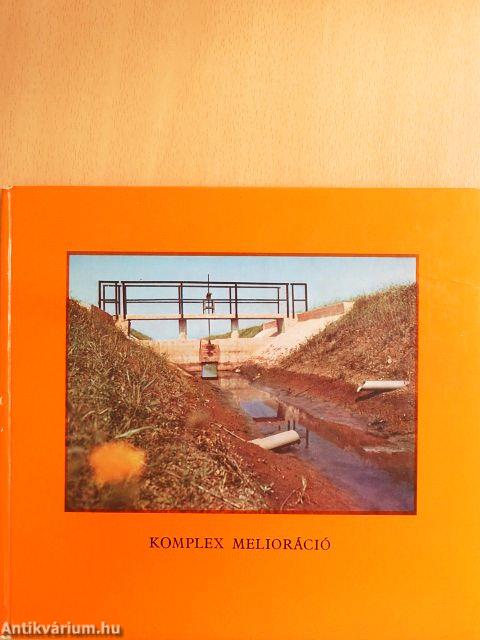 KOMPLEX MELIORÁCIÓ
Antikvárium.hu